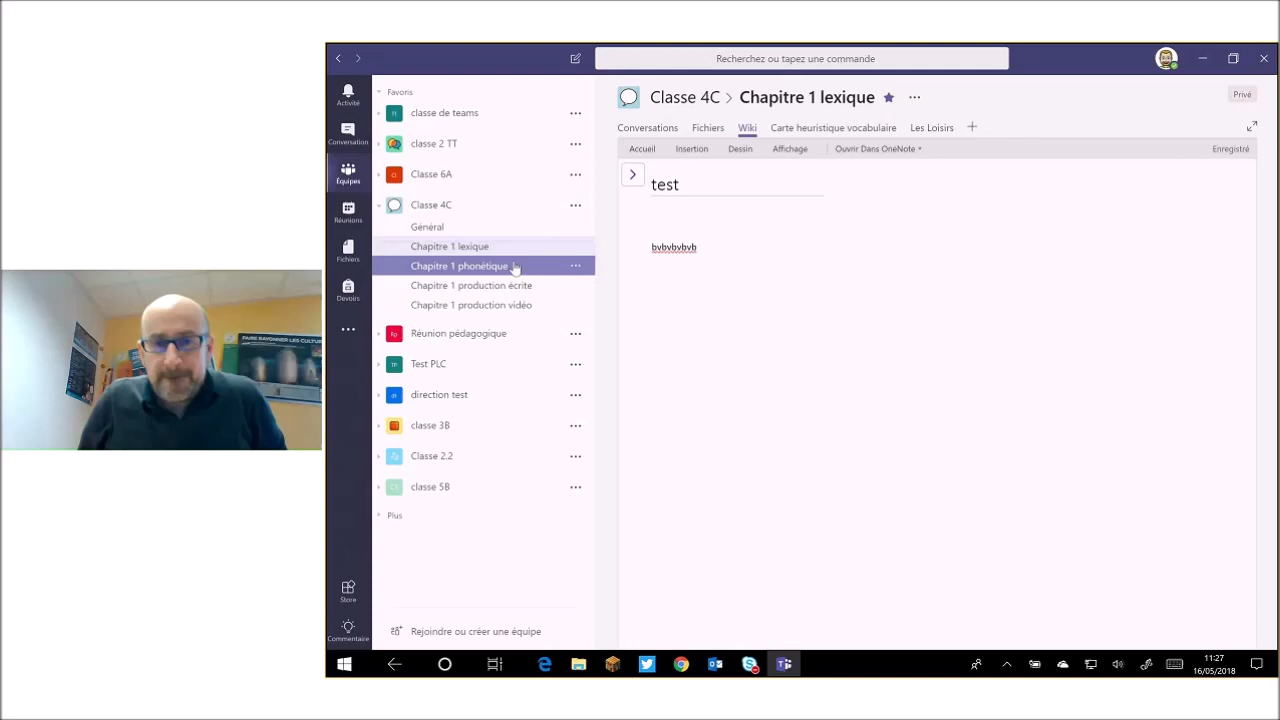 Recherchez ou tapez une commande
Activité
Conversation
Équipes
Réunions
Fichiers
Devoirs
Store
Commentaire
Favoris
classe de teams
classe 2 TT
Classe 6A
Classe 4C
Général
Chapitre 1 lexique
Chapitre 1 phonétique
Chapitre 1 production écrite
Chapitre 1 production vidéo
Réunion pédagogique
Test PLC
direction test
classe 3B
Classe 2.2
classe 5B
Plus
Rejoindre ou créer une équipe
Classe 4C > Chapitre 1 lexique
Privé
Conversations Fichiers Wiki Carte heuristique vocabulaire Les Loisirs
Accueil Insertion Dessin Affichage Ouvrir Dans OneNote Enregistré
test
bvbvbvbvb
FAIRE RAYONNER LES CULTU
11:27
16/05/2018